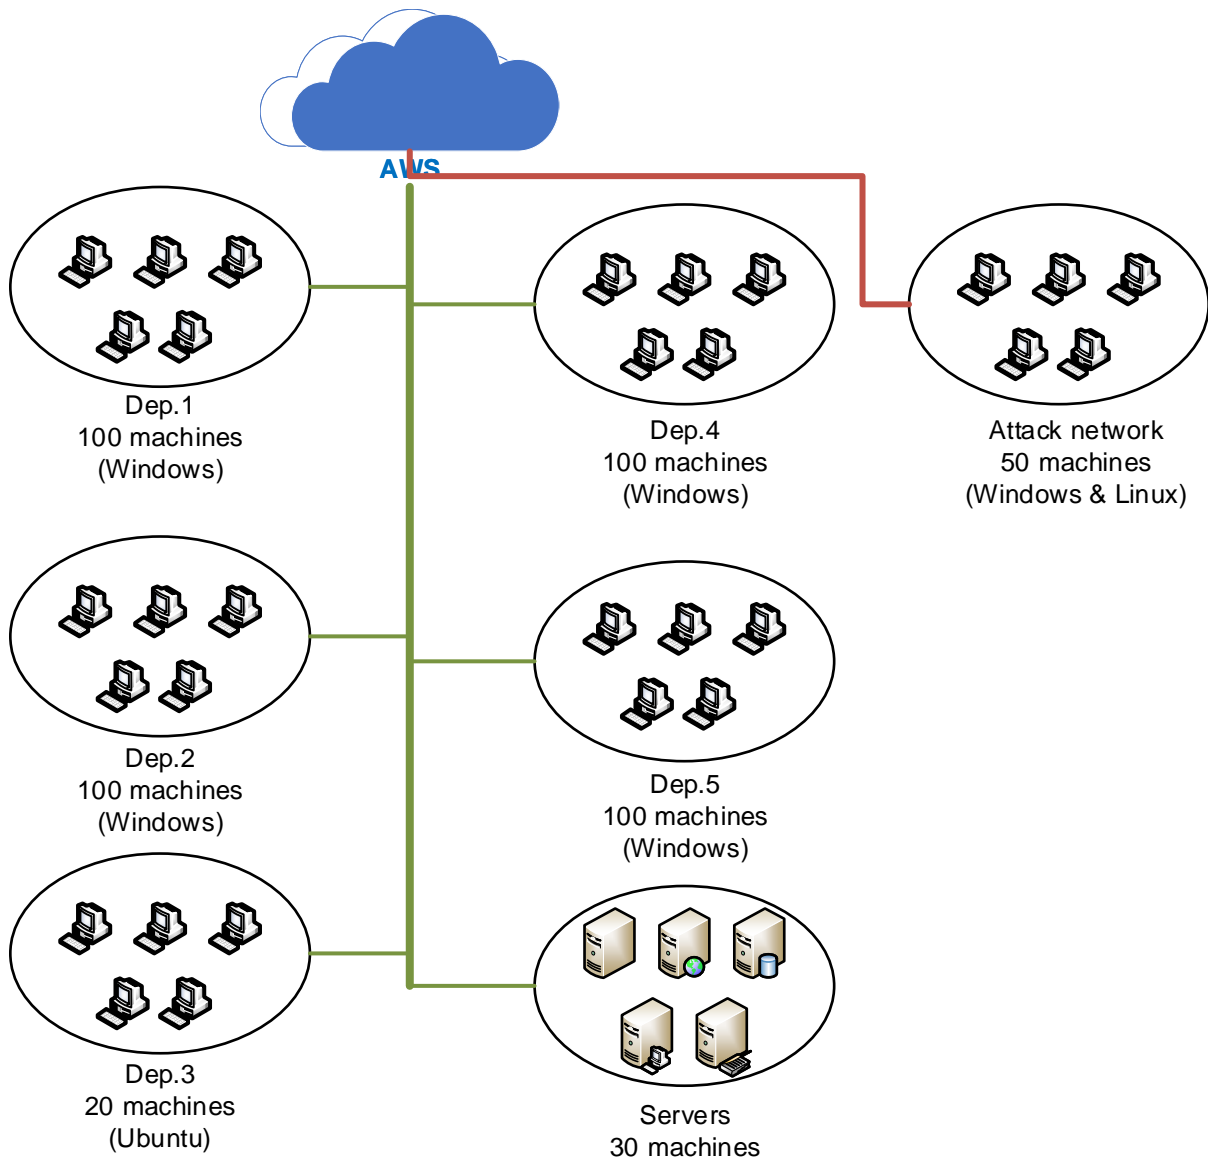 AWS
Dep.1
100 machines
(Windows)
Dep.4
100 machines
(Windows)
Attack network
50 machines
(Windows & Linux)
Dep.2
100 machines
(Windows)
Dep.5
100 machines
(Windows)
Dep.3
20 machines
(Ubuntu)
Servers
30 machines